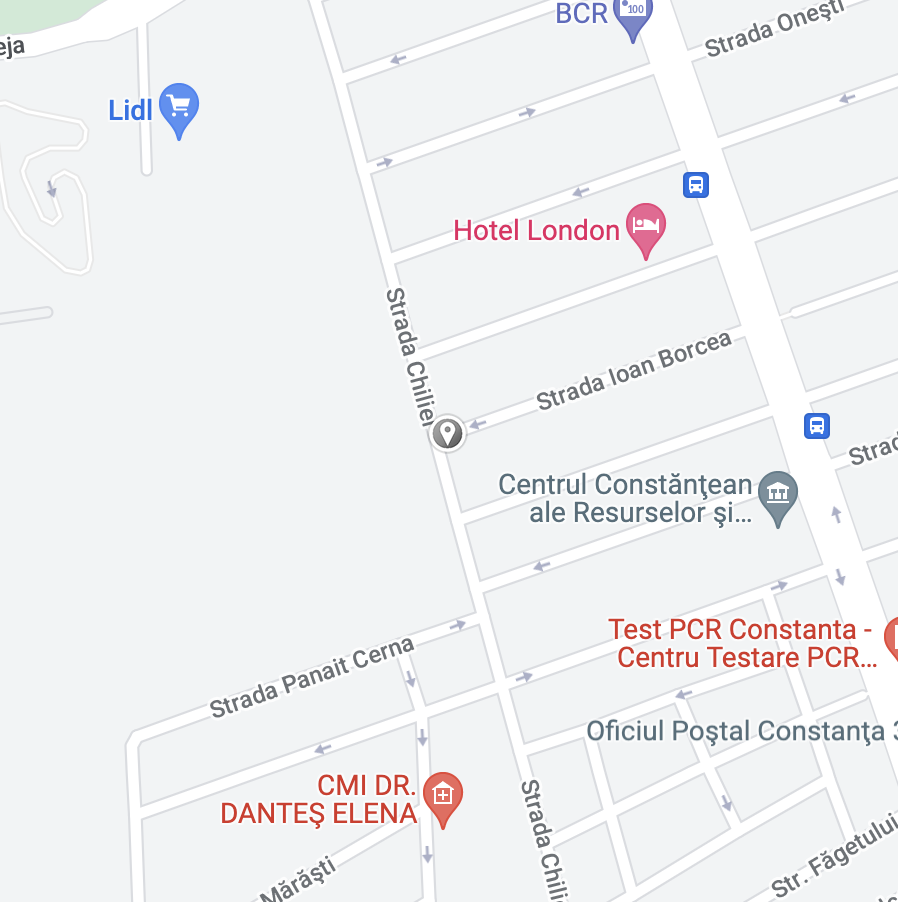 BCR
100
Strada Oneşti
eja
Lidl
Hotel London
Strada Chiliei
Strada Ioan Borcea
Strad
Centrul Constănţean
ale Resurselor şi...
Test PCR Constanta -
Centru Testare PCR...
Strada Panait Cerna
Oficiul Poştal Constanţa 3
CMI DR.
DANTEŞ ELENA
Strada Chili
Str. Făgetului
Mărăşti